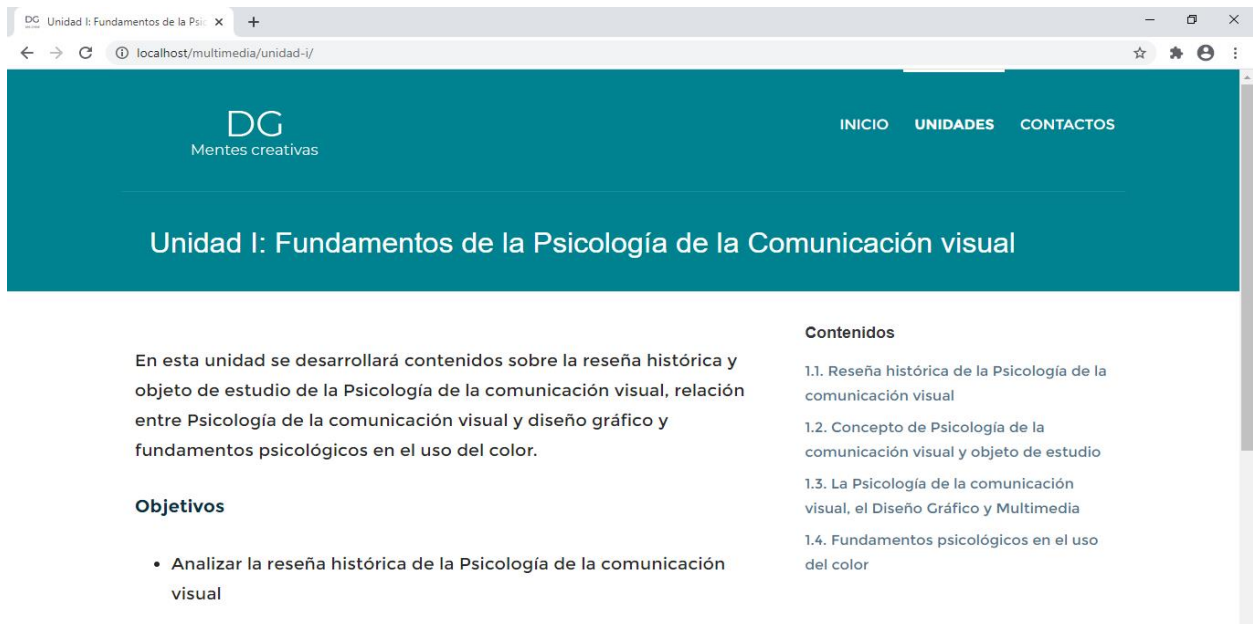 DG Unidad I: Fundamentos de la Psic
localhost/multimedia/unidad-i/
DG
Mentes creativas
INICIO UNIDADES CONTACTOS
Unidad I: Fundamentos de la Psicología de la Comunicación visual
En esta unidad se desarrollará contenidos sobre la reseña histórica y
objeto de estudio de la Psicología de la comunicación visual, relación
entre Psicología de la comunicación visual y diseño gráfico y
fundamentos psicológicos en el uso del color.
Objetivos
• Analizar la reseña histórica de la Psicología de la comunicación
visual
Contenidos
1.1. Reseña histórica de la Psicología de la
comunicación visual
1.2. Concepto de Psicología de la
comunicación visual y objeto de estudio
1.3. La Psicología de la comunicación
visual, el Diseño Gráfico y Multimedia
1.4. Fundamentos psicológicos en el uso
del color